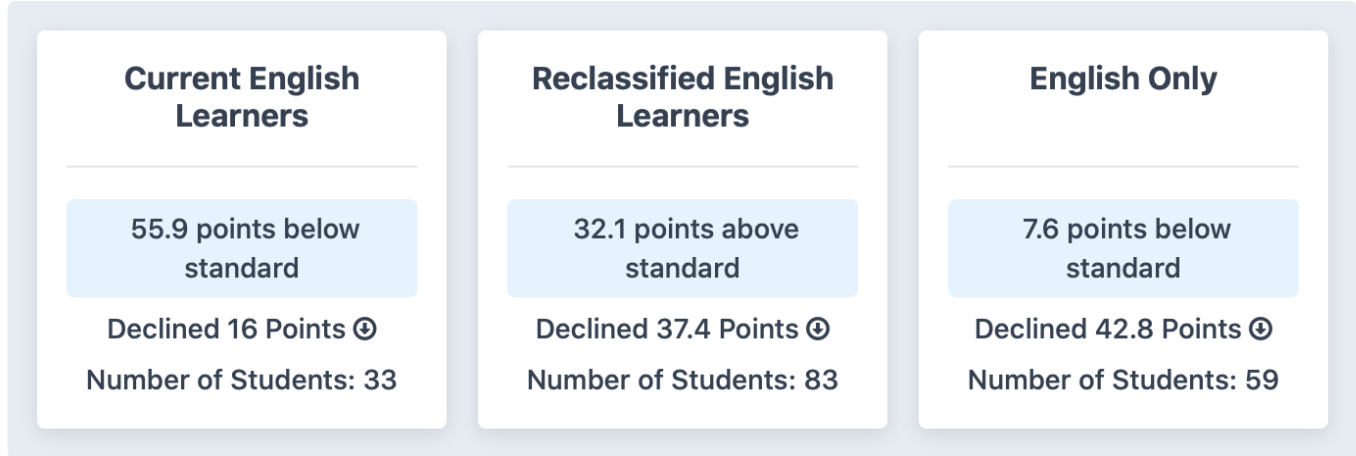 Current English
Learners
55.9 points below
standard
Declined 16 Points
Number of Students: 33
Reclassified English
Learners
32.1 points above
standard
Declined 37.4 Points
Number of Students: 83
English Only
7.6 points below
standard
Declined 42.8 Points
Number of Students: 59